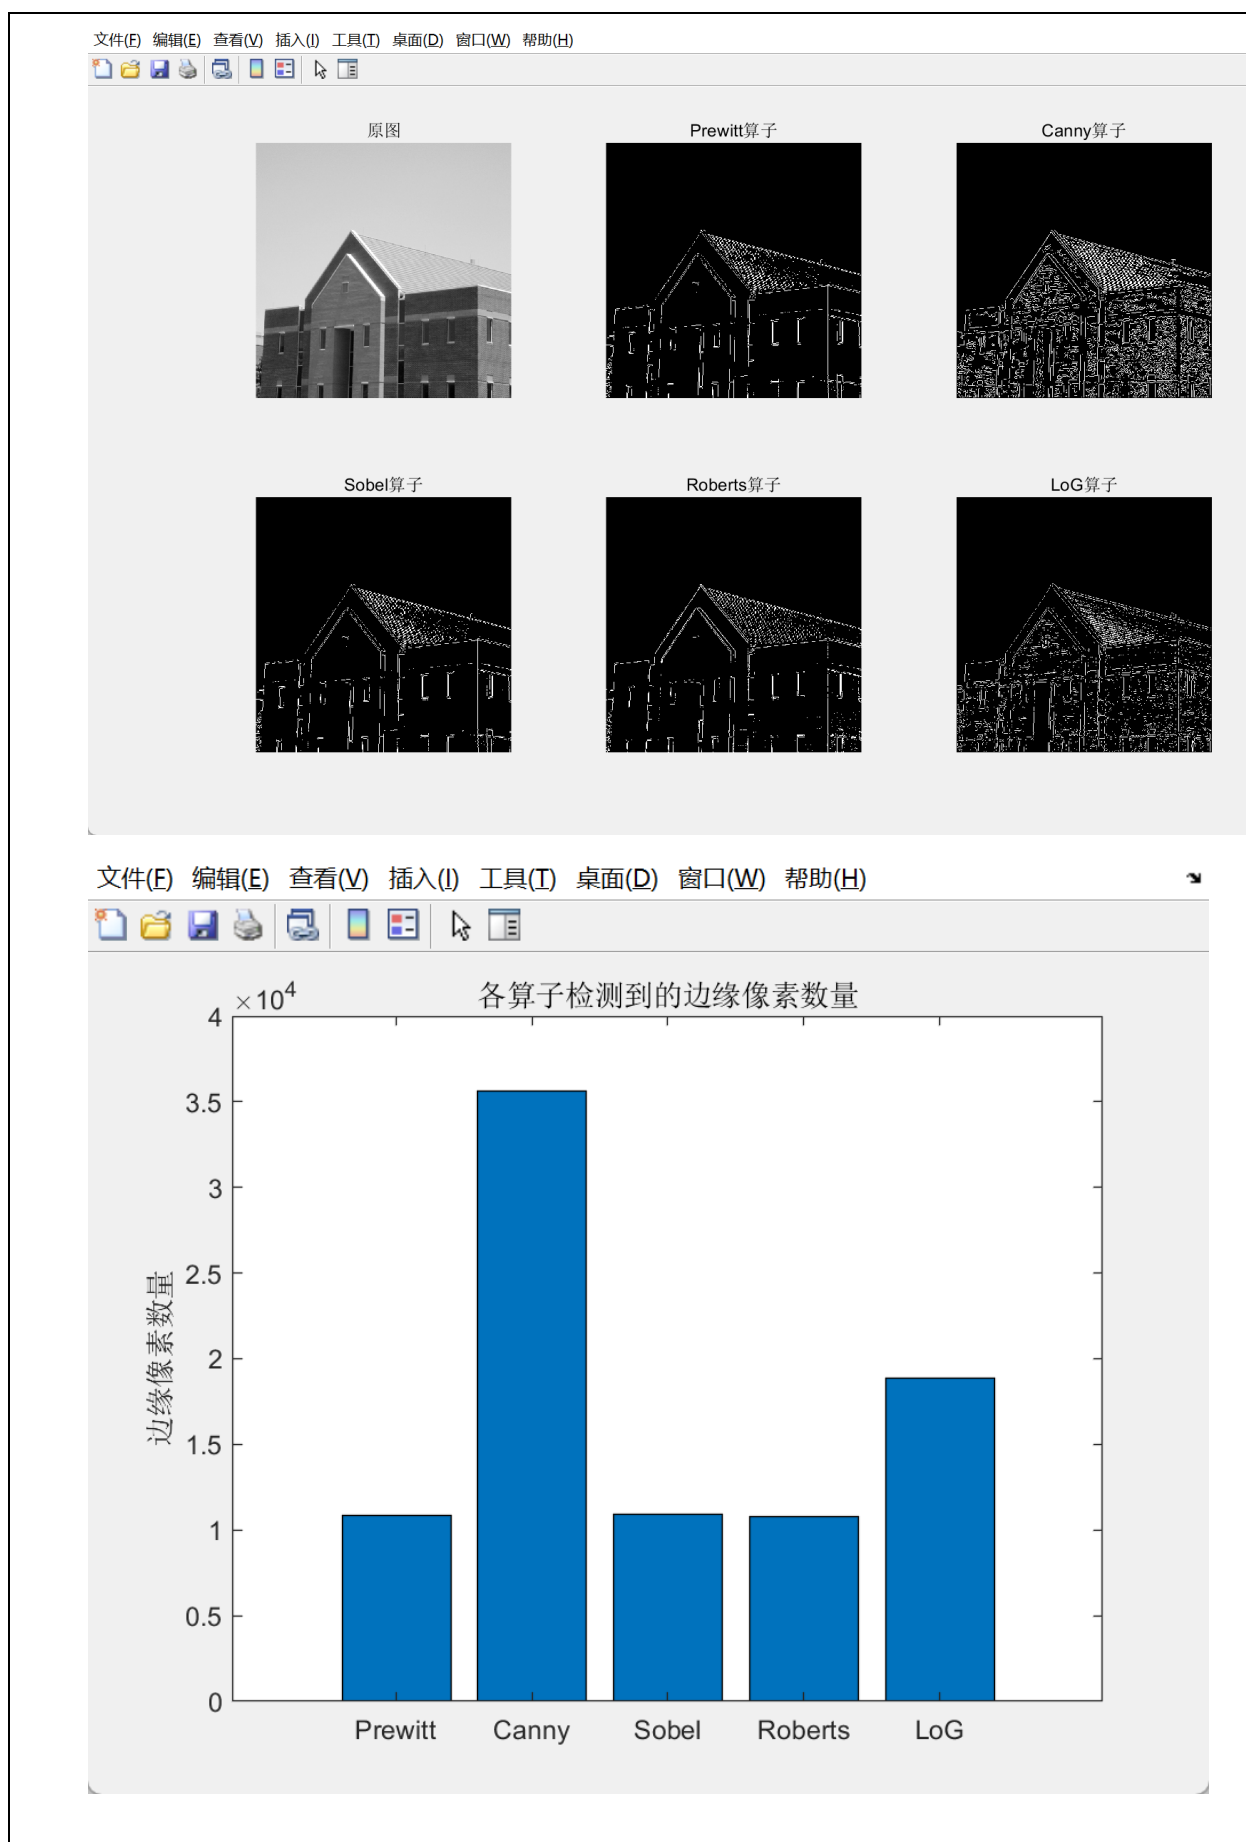 文件(F) 编辑(E) 查看(V) 插入(I) 工具(T) 桌面(D) 窗口(W) 帮助(H)
原图 Prewitt算子 Canny算子
Sobel算子 Roberts算子 LoG算子
文件(F) 编辑(E) 查看(V) 插入(I) 工具(T) 桌面(D) 窗口(W) 帮助(H)
×10⁴ 各算子检测到的边缘像素数量
4
3.5
3
2.5
2
1.5
1
0.5
0
边缘像素数量
Prewitt Canny Sobel Roberts LoG